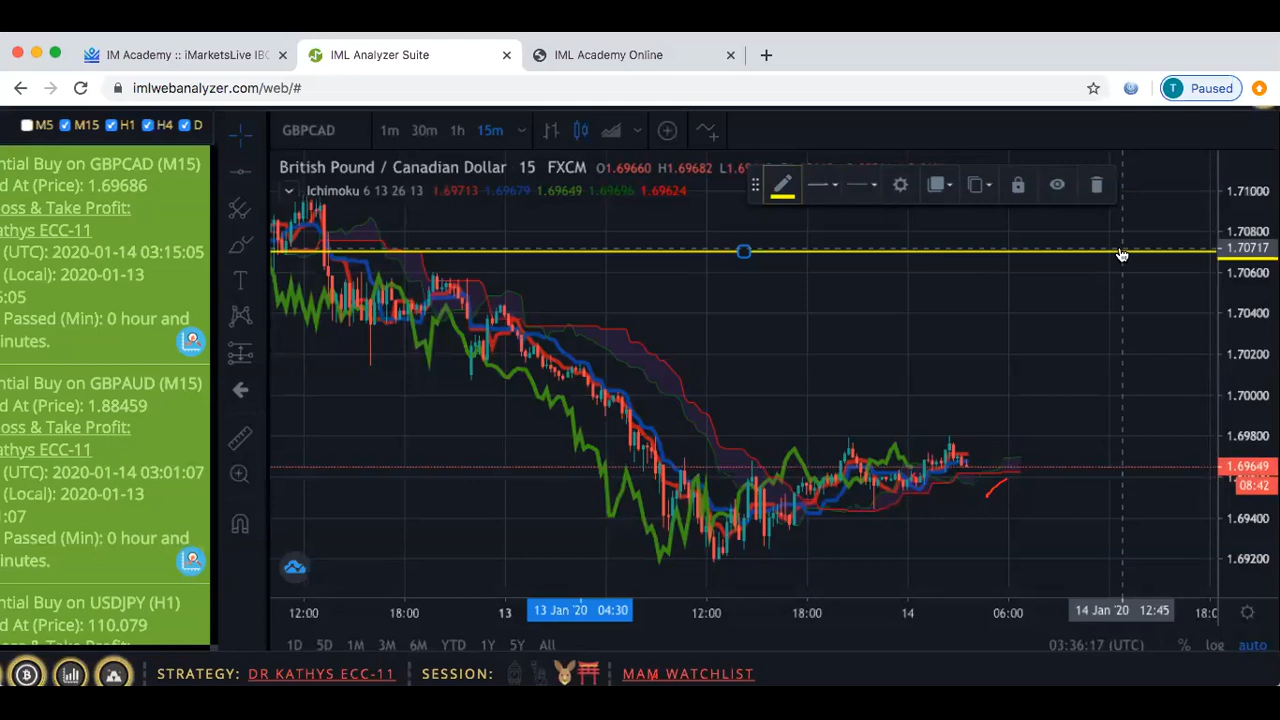 IM Academy :: iMarketsLive IBC
IML Analyzer Suite
IML Academy Online
imlwebanalyzer.com/web/#
T Paused
M5 M15 H1 H4 D
GBPCAD 1m 30m 1h 15m
ntial Buy on GBPCAD (M15)
d At (Price): 1.69686
oss & Take Profit:
Kathys ECC-11
(UTC): 2020-01-14 03:15:05
(Local): 2020-01-13
5:05
Passed (Min): 0 hour and
inutes.
ntial Buy on GBPAUD (M15)
d At (Price): 1.88459
oss & Take Profit:
Kathys ECC-11
(UTC): 2020-01-14 03:01:07
(Local): 2020-01-13
1:07
Passed (Min): 0 hour and
inutes.
ntial Buy on USDJPY (H1)
d At (Price): 110.079
British Pound / Canadian Dollar 15 FXCM O1.69660 H1.69682 L1.69
Ichimoku 6 13 26 13 1.69713 1.69679 1.69649 1.69696 1.69624
1.71000
1.70800
1.70717
1.70600
1.70400
1.70200
1.70000
1.69800
1.69649
08:42
1.69400
1.69200
12:00 18:00 13 13 Jan '20 04:30 12:00 18:00 14 06:00 14 Jan '20 12:45 18:0
1D 5D 1M 3M 6M YTD 1Y 5Y All 03:36:17 (UTC) % log auto
STRATEGY: DR KATHYS ECC-11 SESSION: MAM WATCHLIST